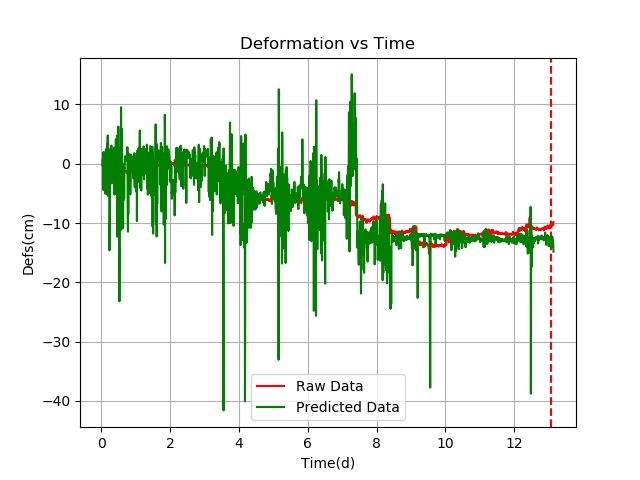 Deformation vs Time
10
0
−10
−20
−30
−40
Defs(cm)
Raw Data
Predicted Data
0 2 4 6 8 10 12
Time(d)